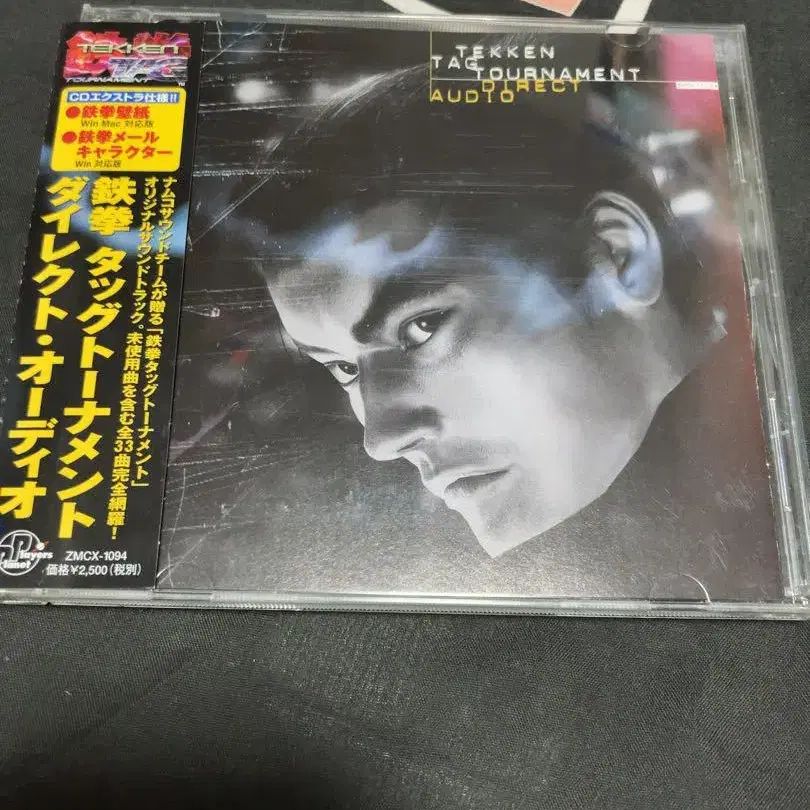 TEKKEN
TAG
TOURNAMENT
DIRECT
AUDIO
TEKKEN
TOURNAMENT
CDエクストラ仕様!!
●鉄拳壁紙
Win Mac 対応版
●鉄拳メール
キャラクター
Win 対応版
ナムコサウンドチームが贈る「鉄拳タッグトーナメント」
オリジナルサウンドトラック。未使用曲を含む全33曲完全網羅!
鉄拳 タッグトーナメント
ダイレクト・オーディオ
Players
Planet
ZMCX-1094
価格¥2,500(税別)